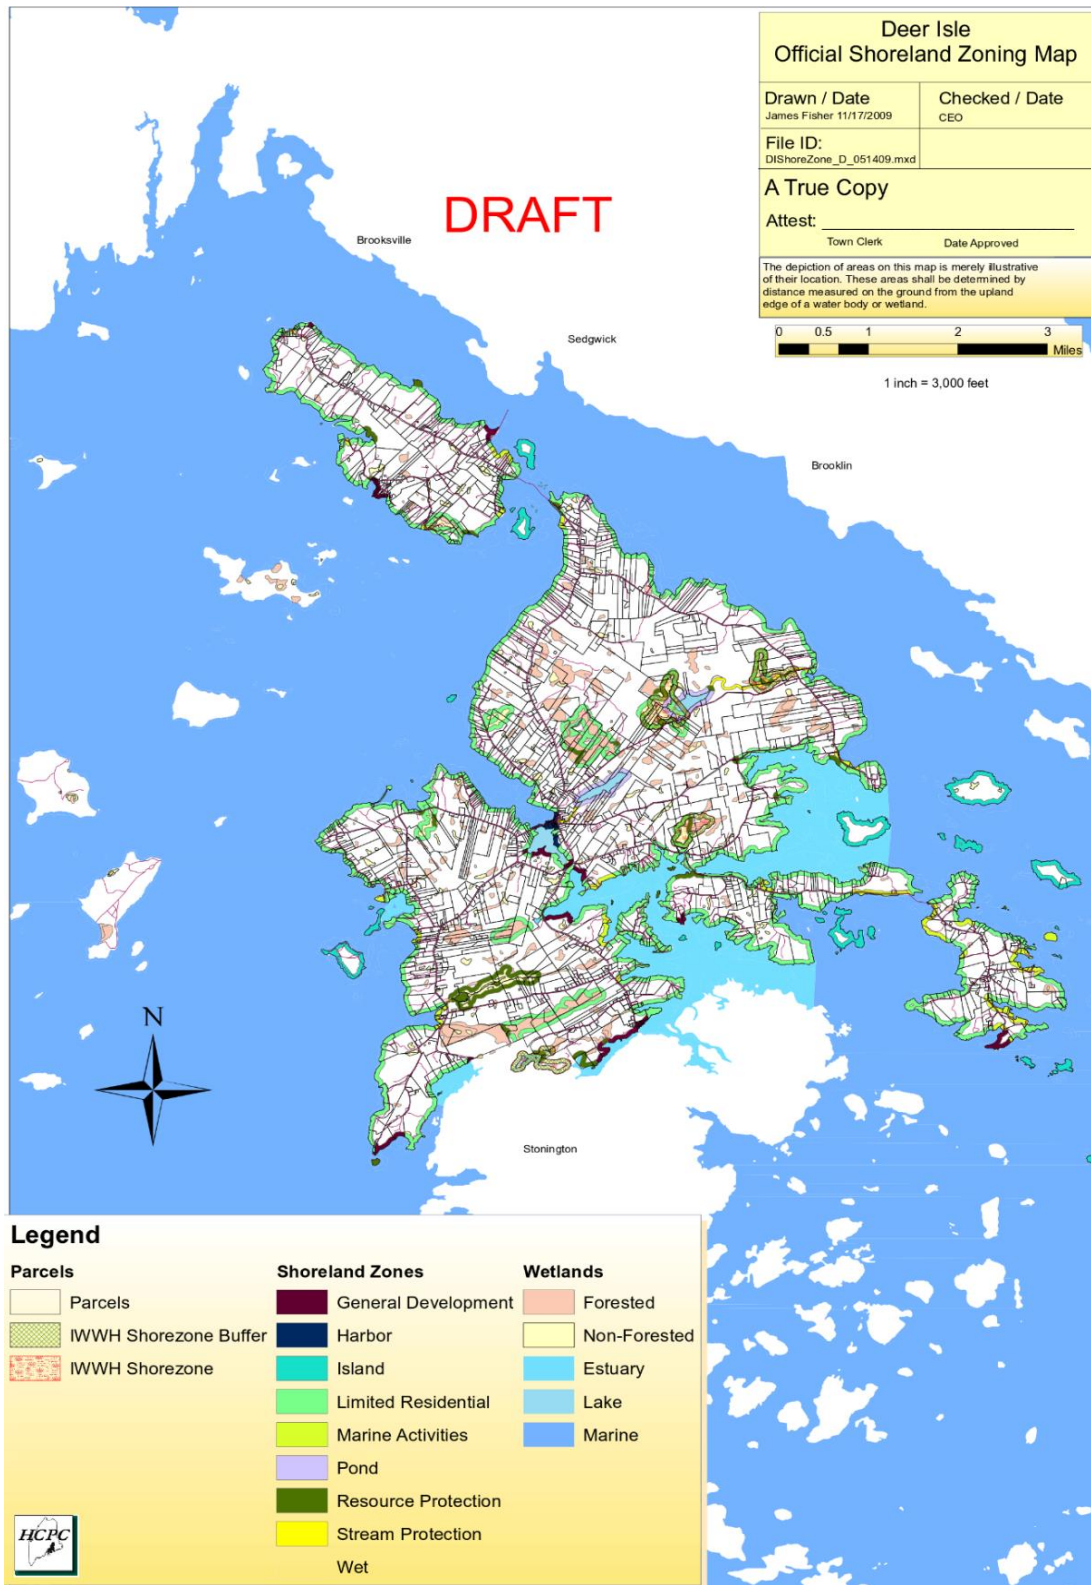 Deer Isle
Official Shoreland Zoning Map
Drawn / Date
James Fisher 11/17/2009
Checked / Date
CEO
File ID:
DIShoreZone_D_051409.mxd
A True Copy
Attest:
Town Clerk
Date Approved
The depiction of areas on this map is merely illustrative
of their location. These areas shall be determined by
distance measured on the ground from the upland
edge of a water body or wetland.
0 0.5 1 2 3
Miles
1 inch = 3,000 feet
DRAFT
Brooksville
Sedgwick
Brooklin
N
Stonington
Legend
Parcels
Parcels
IWWH Shorezone Buffer
IWWH Shorezone
Shoreland Zones
General Development
Harbor
Island
Limited Residential
Marine Activities
Pond
Resource Protection
Stream Protection
Wet
Wetlands
Forested
Non-Forested
Estuary
Lake
Marine
HCPC